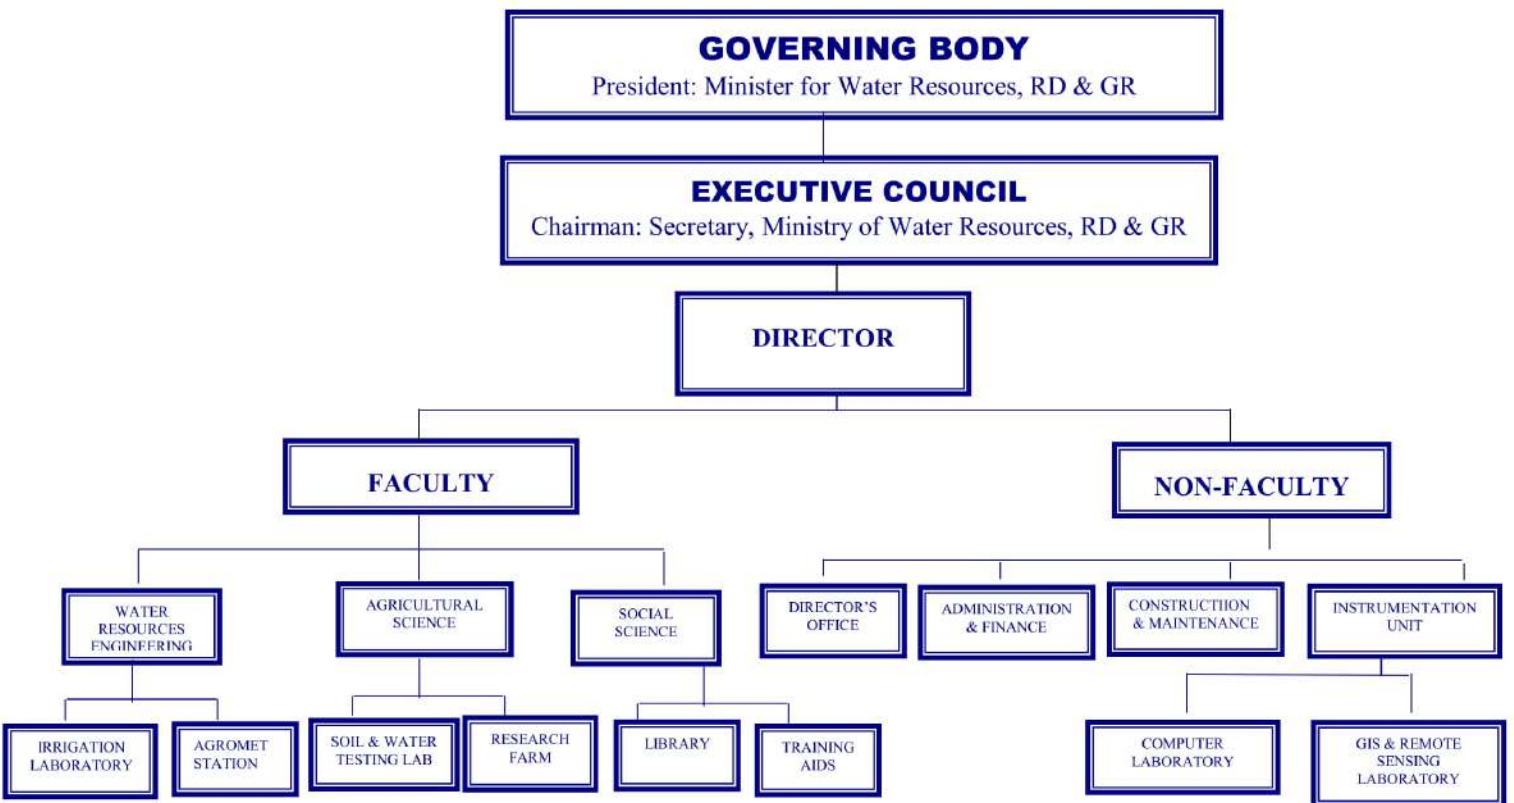 GOVERNING BODY
President: Minister for Water Resources, RD & GR
EXECUTIVE COUNCIL
Chairman: Secretary, Ministry of Water Resources, RD & GR
DIRECTOR
FACULTY
NON-FACULTY
WATER
RESOURCES
ENGINEERING
AGRICULTURAL
SCIENCE
SOCIAL
SCIENCE
DIRECTOR'S
OFFICE
ADMINISTRATION
& FINANCE
CONSTRUCTIION
& MAINTENANCE
INSTRUMENTATION
UNIT
IRRIGATION
LABORATORY
AGROMET
STATION
SOIL & WATER
TESTING LAB
RESEARCH
FARM
LIBRARY
TRAINING
AIDS
COMPUTER
LABORATORY
GIS & REMOTE
SENSING
LABORATORY